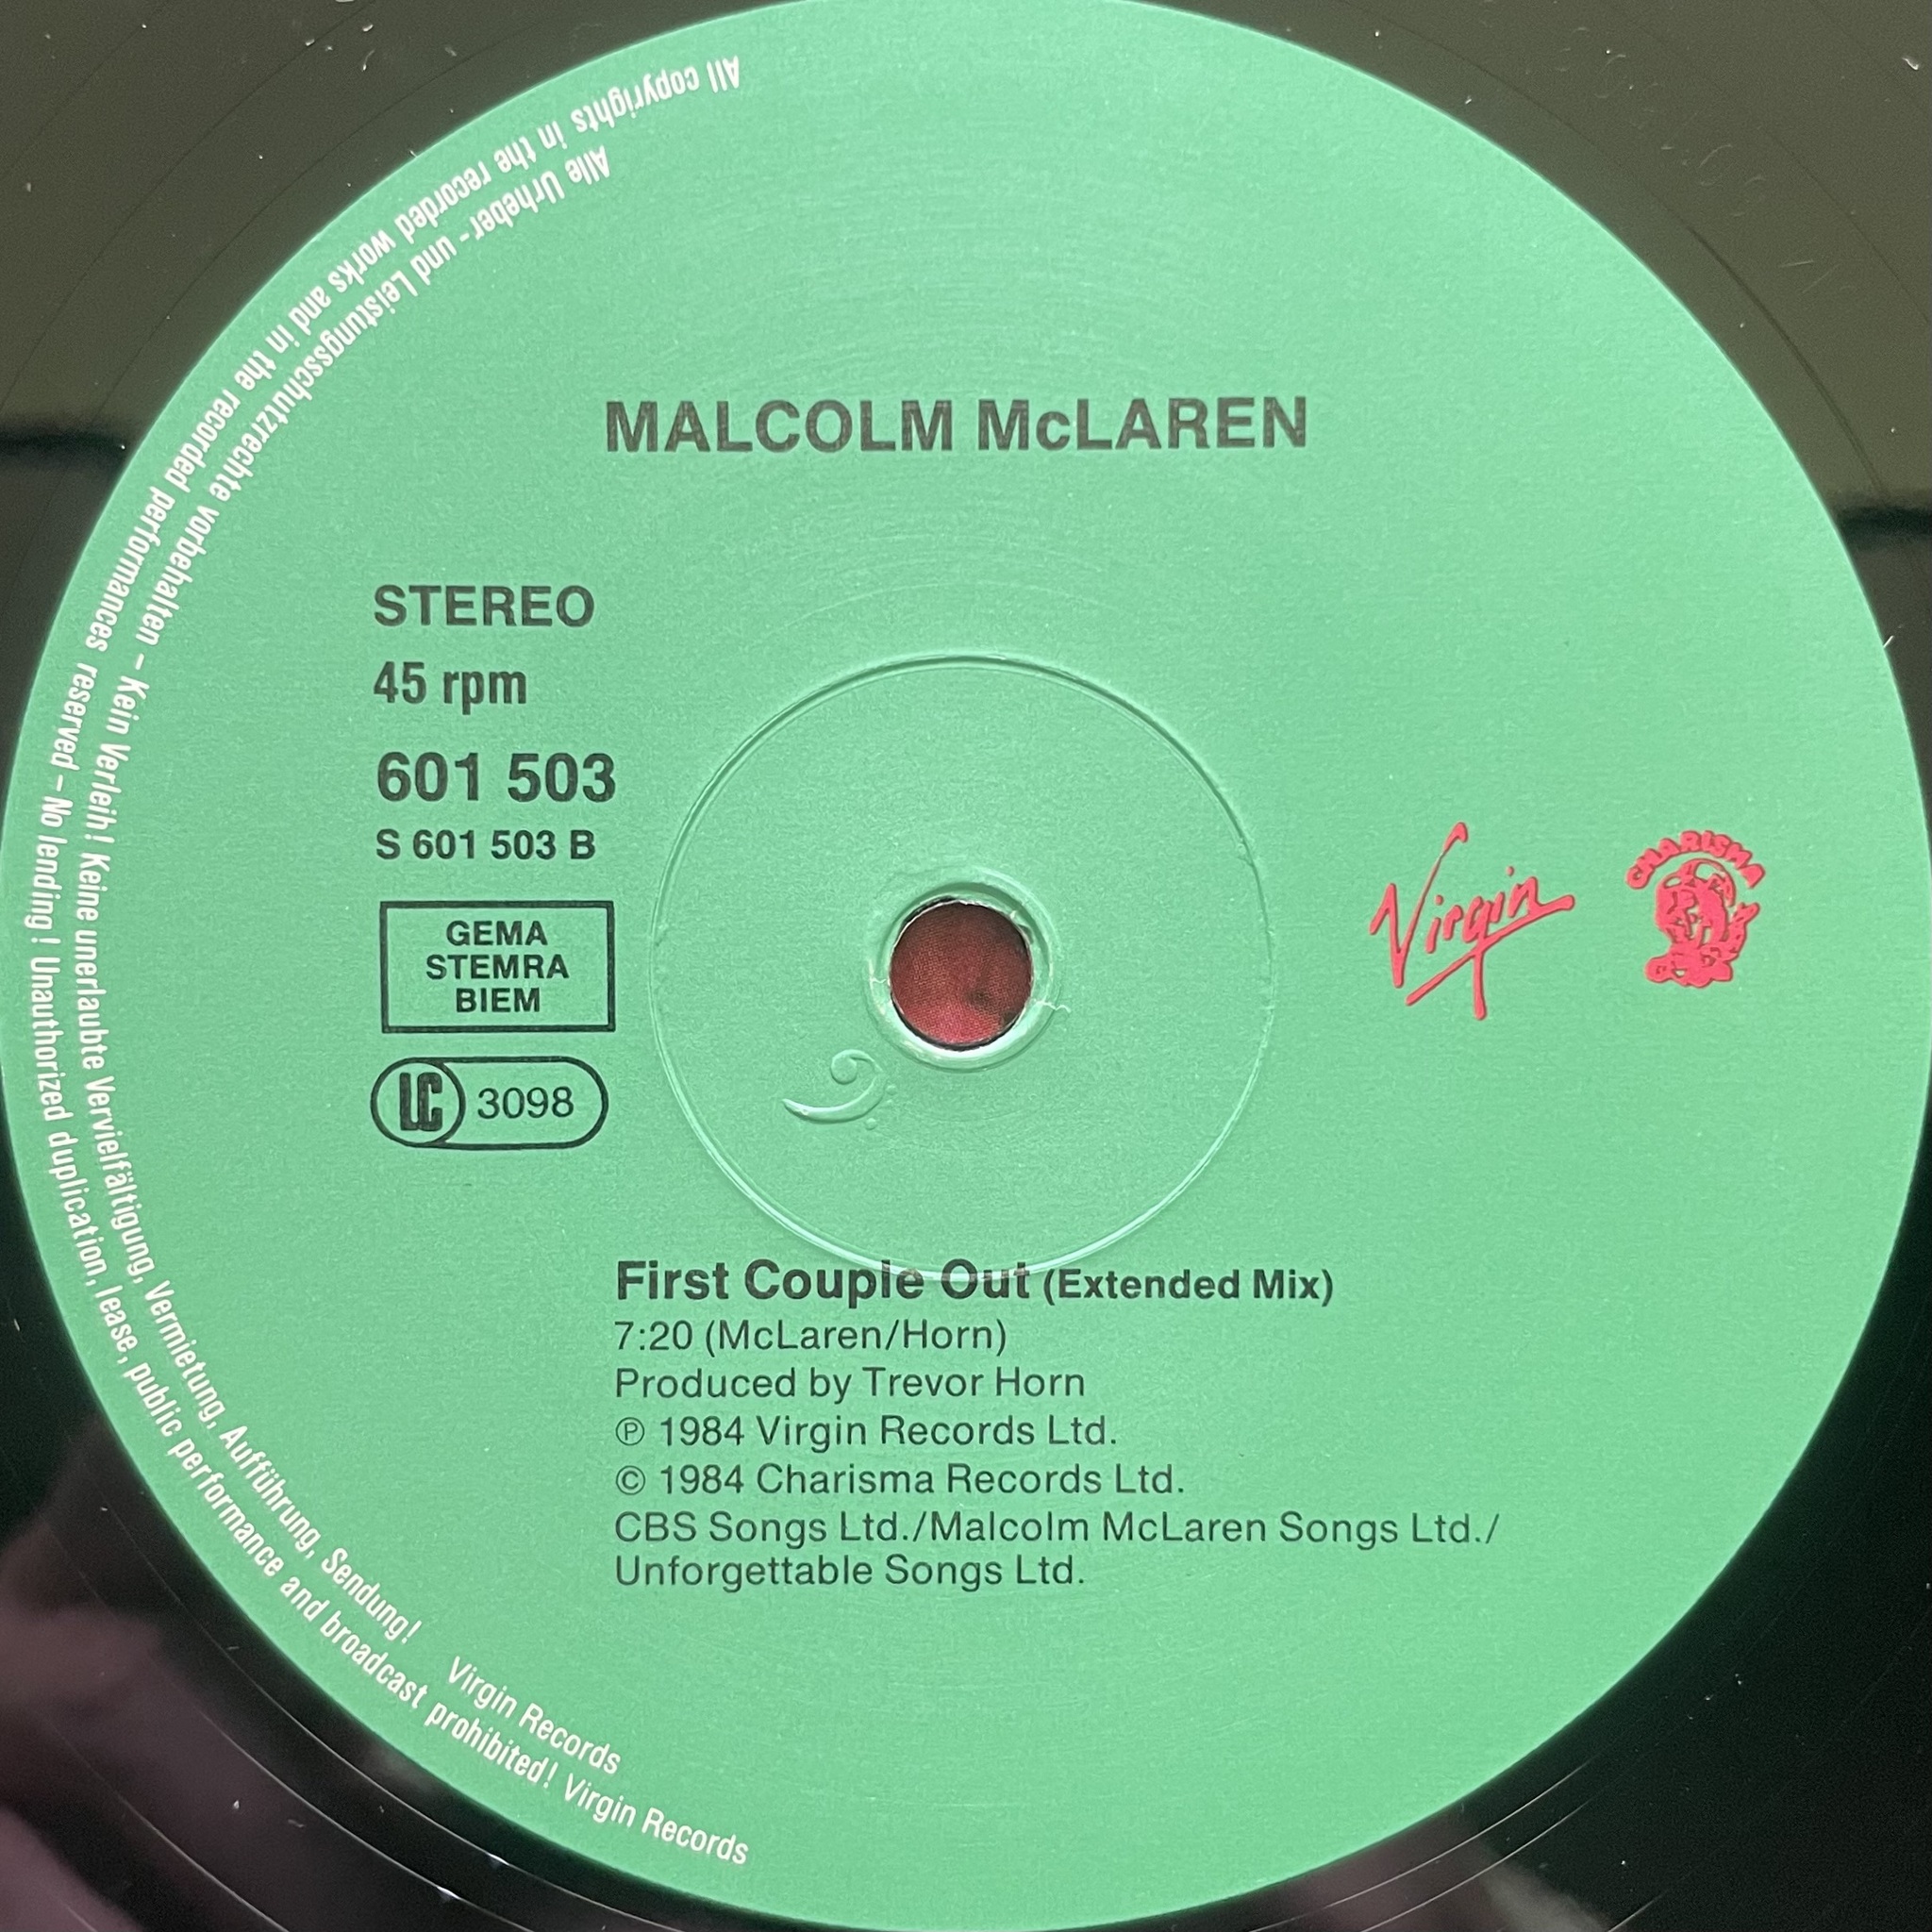 MALCOLM McLAREN
STEREO
45 rpm
601 503
S 601 503 B
GEMA
STEMRA
BIEM
LC 3098
Virgin
CHARISMA
9
First Couple Out (Extended Mix)
7:20 (McLaren/Horn)
Produced by Trevor Horn
℗ 1984 Virgin Records Ltd.
© 1984 Charisma Records Ltd.
CBS Songs Ltd./Malcolm McLaren Songs Ltd./
Unforgettable Songs Ltd.
All copyrights in the recorded works and in the recorded performances reserved – No lending! Unauthorized duplication, lease, public performance and broadcast prohibited! Virgin Records
Alle Urheber- und Leistungsschutzrechte vorbehalten – Kein Verleih! Keine unerlaubte Vervielfältigung, Vermietung, Aufführung, Sendung! Virgin Records